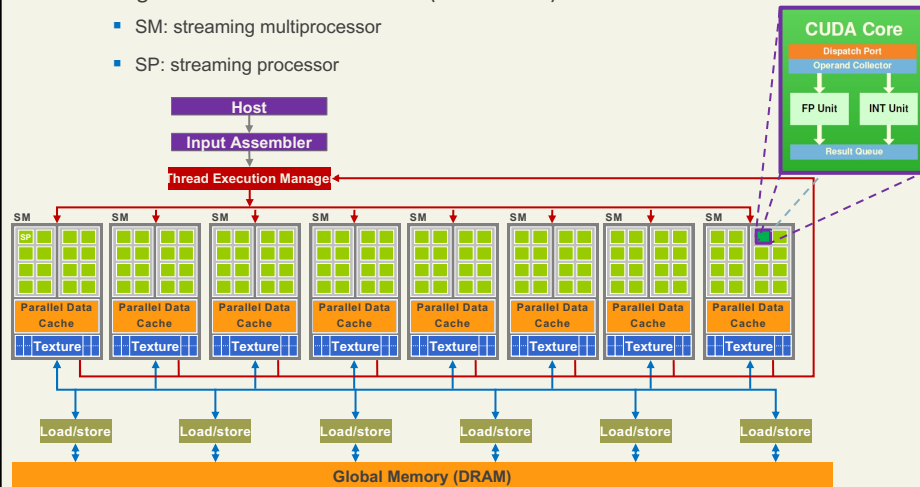 SM: streaming multiprocessor
SP: streaming processor
CUDA Core
Dispatch Port
Operand Collector
FP Unit
INT Unit
Result Queue
Host
Input Assembler
Thread Execution Manage
SM
SM
SM
SM
SM
SM
SM
SM
SP
Parallel Data
Cache
Parallel Data
Cache
Parallel Data
Cache
Parallel Data
Cache
Parallel Data
Cache
Parallel Data
Cache
Parallel Data
Cache
Parallel Data
Cache
Texture
Texture
Texture
Texture
Texture
Texture
Texture
Texture
Load/store
Load/store
Load/store
Load/store
Load/store
Load/store
Global Memory (DRAM)